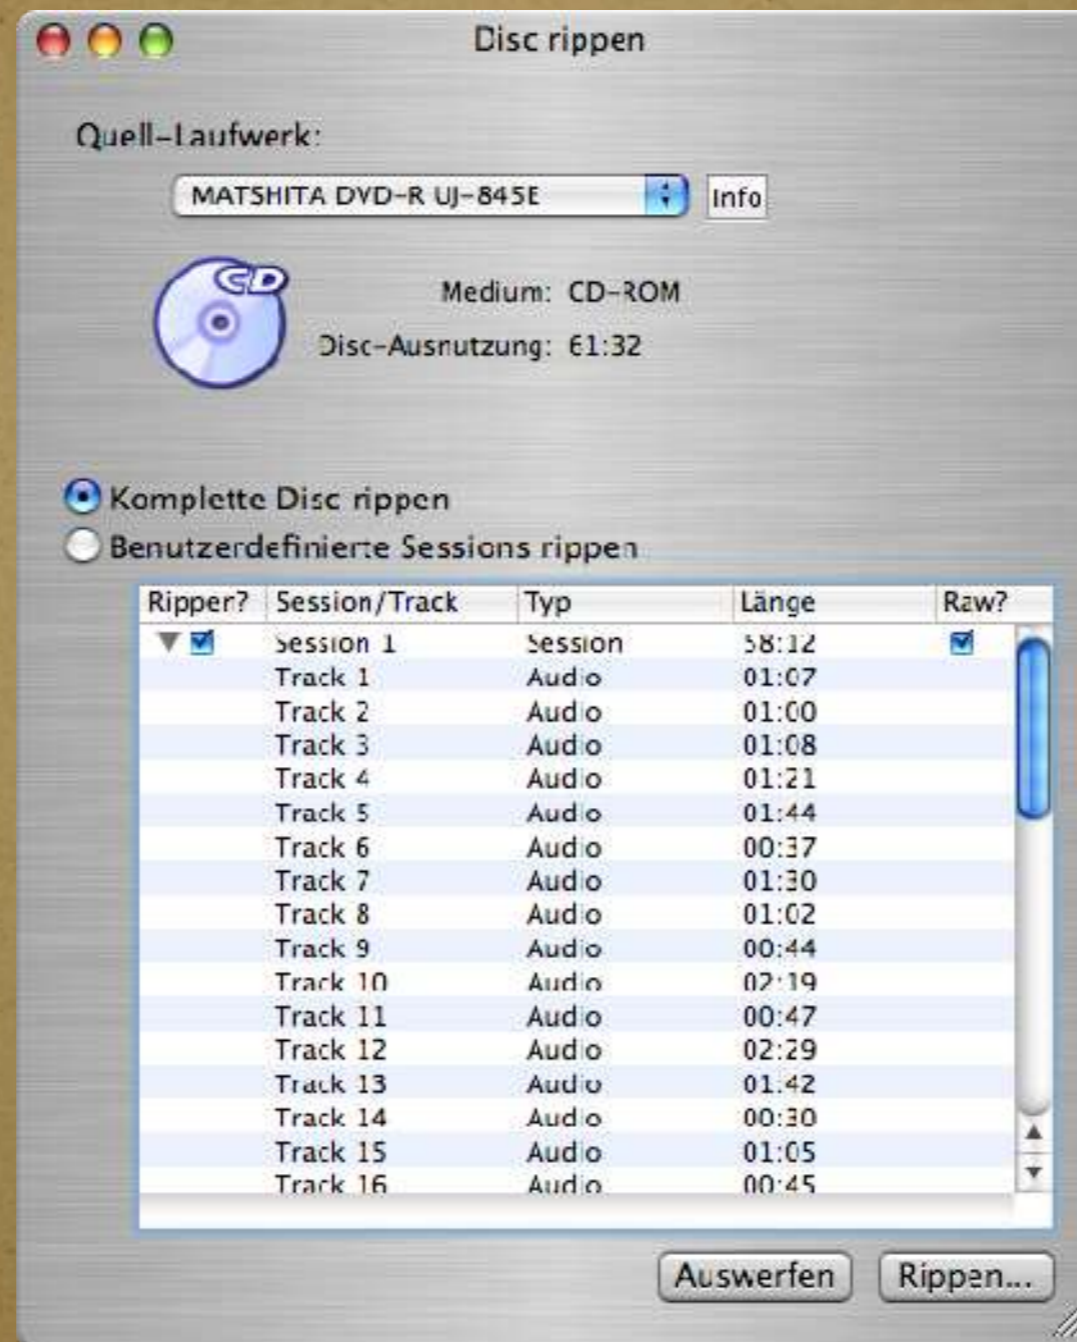 Disc rippen
Quell-Laufwerk:
MATSHITA DVD-R UJ-845E Info
CD
Medium: CD-ROM
Disc-Ausnutzung: 61:32
Komplette Disc rippen
Benutzerdefinierte Sessions rippen
Rippen? Session/Track Typ Länge Raw?
Session 1 Session 58:12
Track 1 Audio 01:07
Track 2 Audio 01:00
Track 3 Audio 01:08
Track 4 Audio 01:21
Track 5 Audio 01:44
Track 6 Audio 00:37
Track 7 Audio 01:30
Track 8 Audio 01:02
Track 9 Audio 00:44
Track 10 Audio 02:19
Track 11 Audio 00:47
Track 12 Audio 02:29
Track 13 Audio 01:42
Track 14 Audio 00:30
Track 15 Audio 01:05
Track 16 Audio 00:45
Auswerfen Rippen...